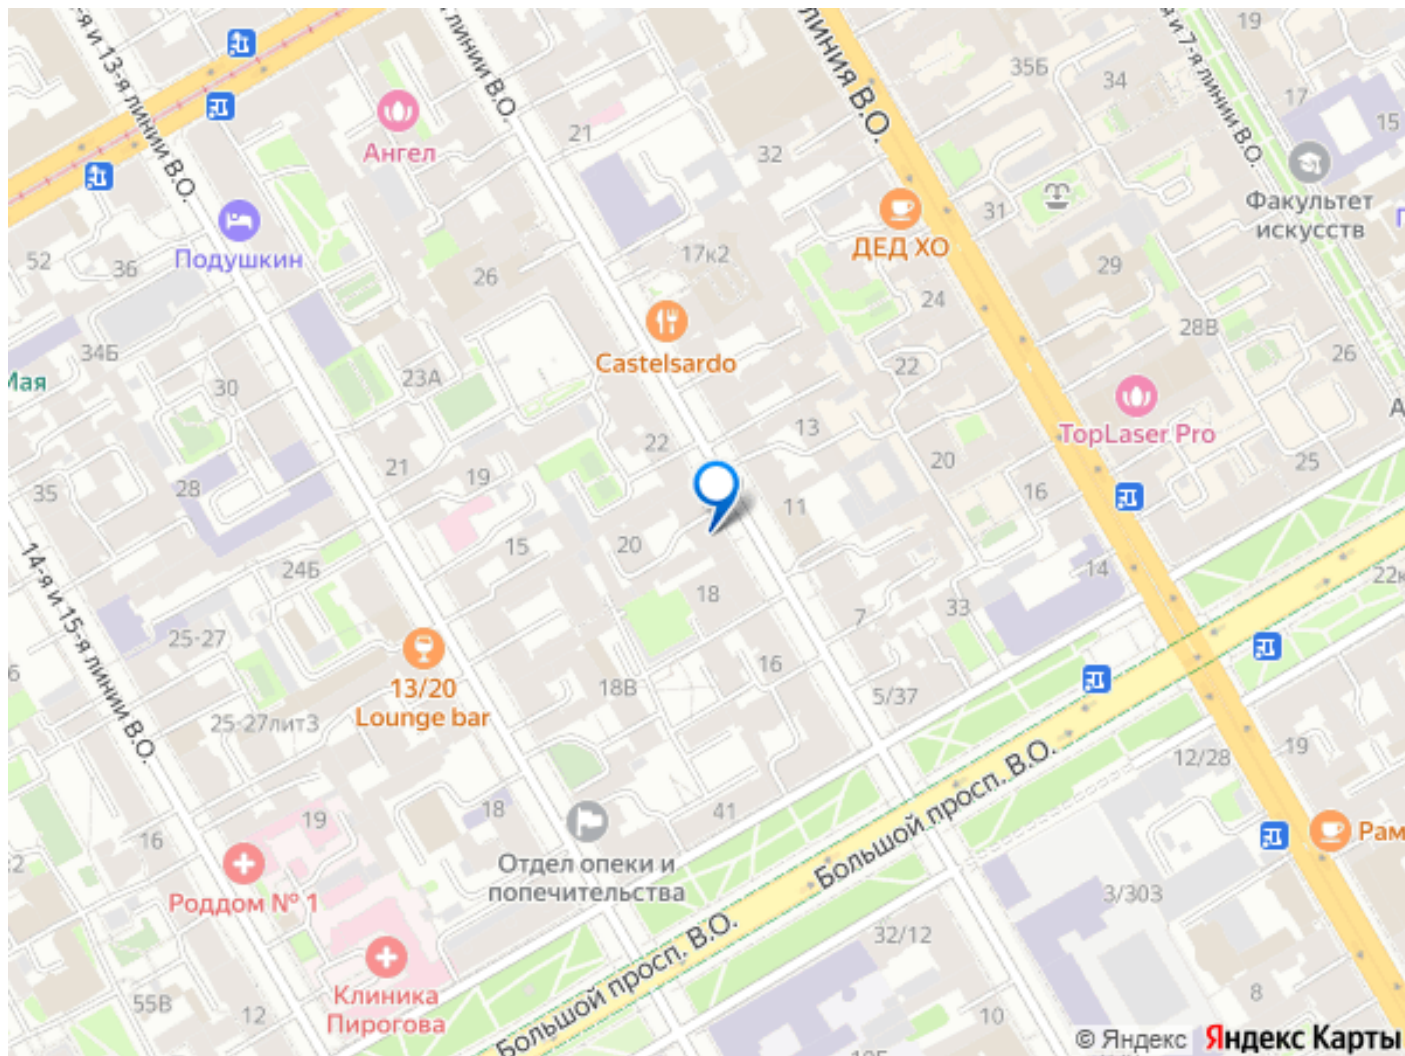 -я и 13-я линии В.О.
линии В.О.
ЛИНИЯ В.О.
и 7-я линии В.О.
19
35Б
34
17
15
21
Ангел
32
Факультет
искусств
31
ДЕД ХО
Подушкин
52
36
26
17к2
29
24
28В
Castelsardo
34Б
26
Мая
23А
30
22
TopLaser Pro
13
22
20
25
21
19
28
35
16
11
15
20
24Б
14
22к
14-я и 15-я линии В.О.
18
33
7
25-27
16
13/20
Lounge bar
18В
5/37
25-27лит3
12/28
19
41
18
19
16
Рам
Отдел опеки и
попечительства
Большой просп. В.О.
Роддом № 1
3/303
32/12
Большой просп. В.О.
Клиника
Пирогова
55В
12
10
8
© Яндекс Яндекс Карты